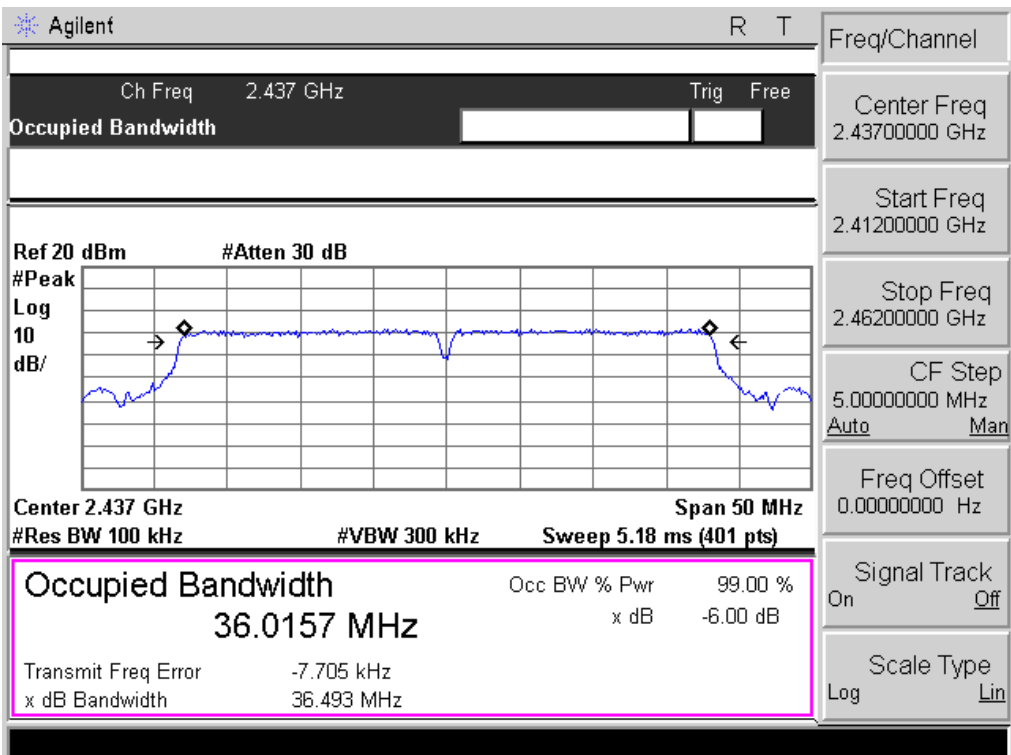 Agilent R T
Ch Freq 2.437 GHz Trig Free
Occupied Bandwidth
Ref 20 dBm #Atten 30 dB
#Peak
Log
10
dB/
Center 2.437 GHz Span 50 MHz
#Res BW 100 kHz #VBW 300 kHz Sweep 5.18 ms (401 pts)
Occupied Bandwidth Occ BW % Pwr 99.00 %
36.0157 MHz x dB -6.00 dB
Transmit Freq Error -7.705 kHz
x dB Bandwidth 36.493 MHz
Freq/Channel
Center Freq
2.43700000 GHz
Start Freq
2.41200000 GHz
Stop Freq
2.46200000 GHz
CF Step
5.00000000 MHz
Auto Man
Freq Offset
0.00000000 Hz
Signal Track
On Off
Scale Type
Log Lin